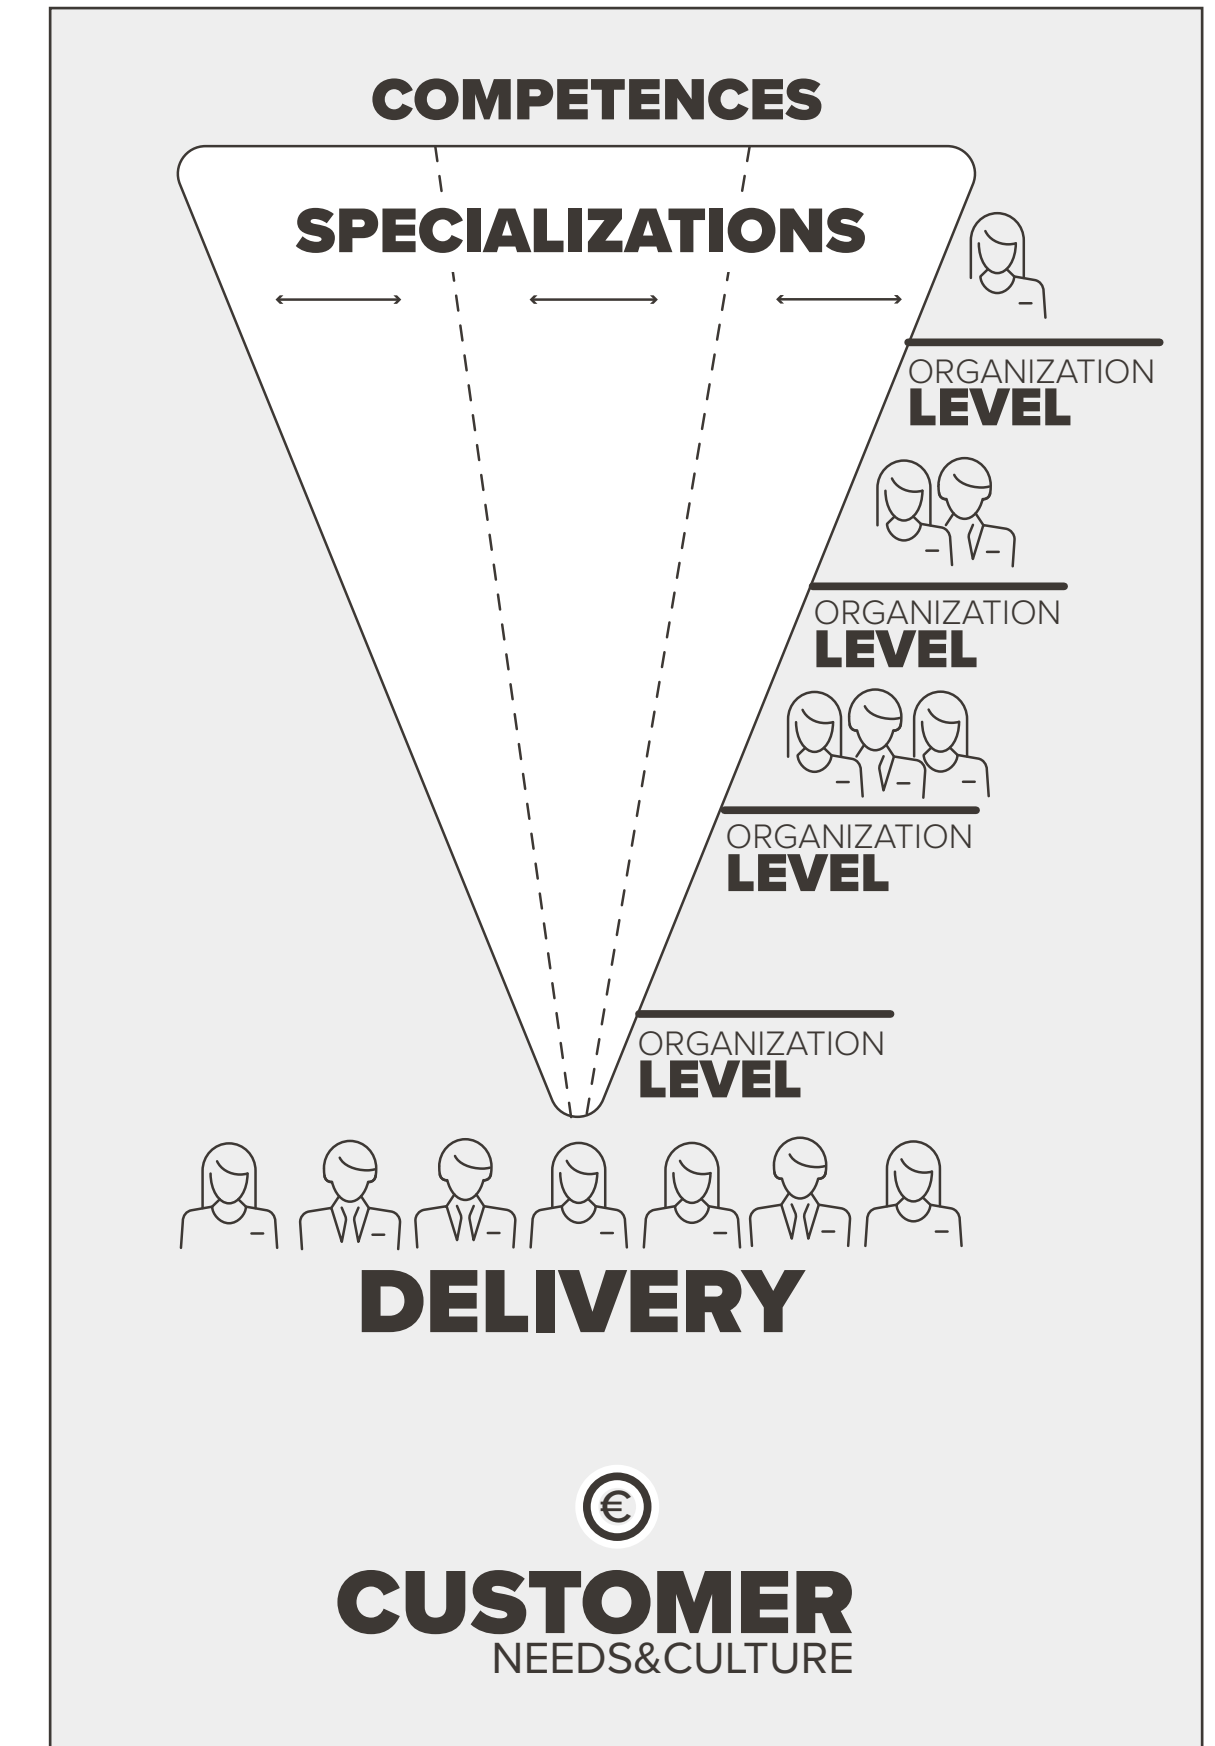 COMPETENCES
SPECIALIZATIONS
ORGANIZATION
LEVEL
ORGANIZATION
LEVEL
ORGANIZATION
LEVEL
ORGANIZATION
LEVEL
DELIVERY
€
CUSTOMER
NEEDS&CULTURE